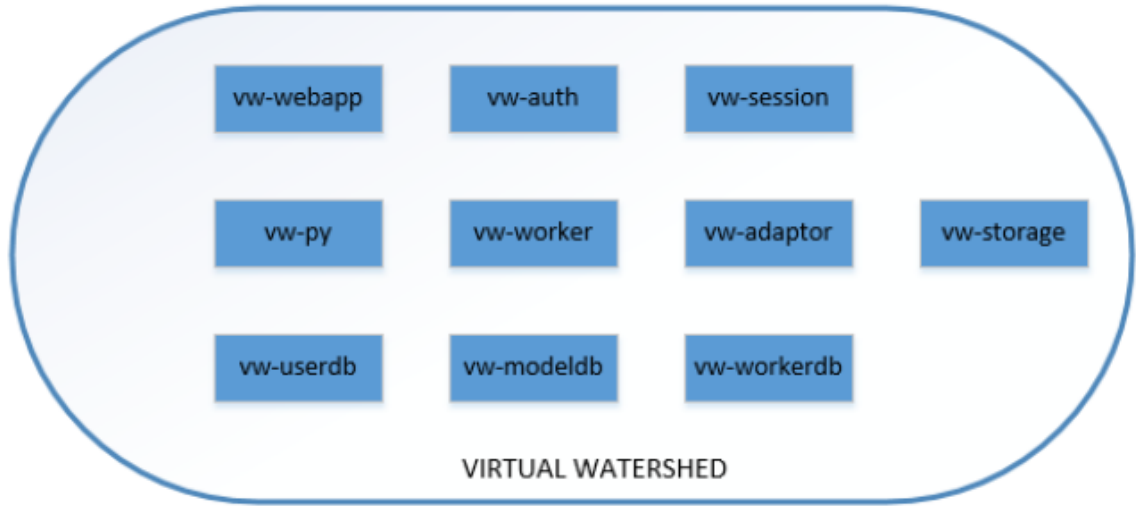 vw-webapp
vw-auth
vw-session
vw-py
vw-worker
vw-adaptor
vw-storage
vw-userdb
vw-modeldb
vw-workerdb
VIRTUAL WATERSHED